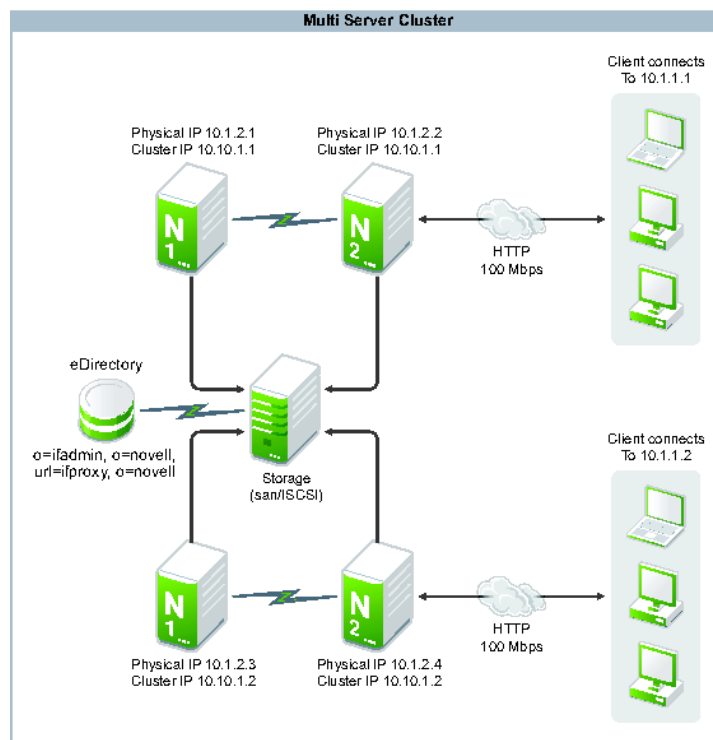 Multi Server Cluster
Client connects
To 10.1.1.1
Physical IP 10.1.2.1
Cluster IP 10.10.1.1
Physical IP 10.1.2.2
Cluster IP 10.10.1.1
N
1
N
2
HTTP
100 Mbps
eDirectory
o=ifadmin, o=novell,
url=ifproxy, o=novell
N
Storage
(san/ISCSI)
Client connects
To 10.1.1.2
N
1
N
2
HTTP
100 Mbps
Physical IP 10.1.2.3
Cluster IP 10.10.1.2
Physical IP 10.1.2.4
Cluster IP 10.10.1.2